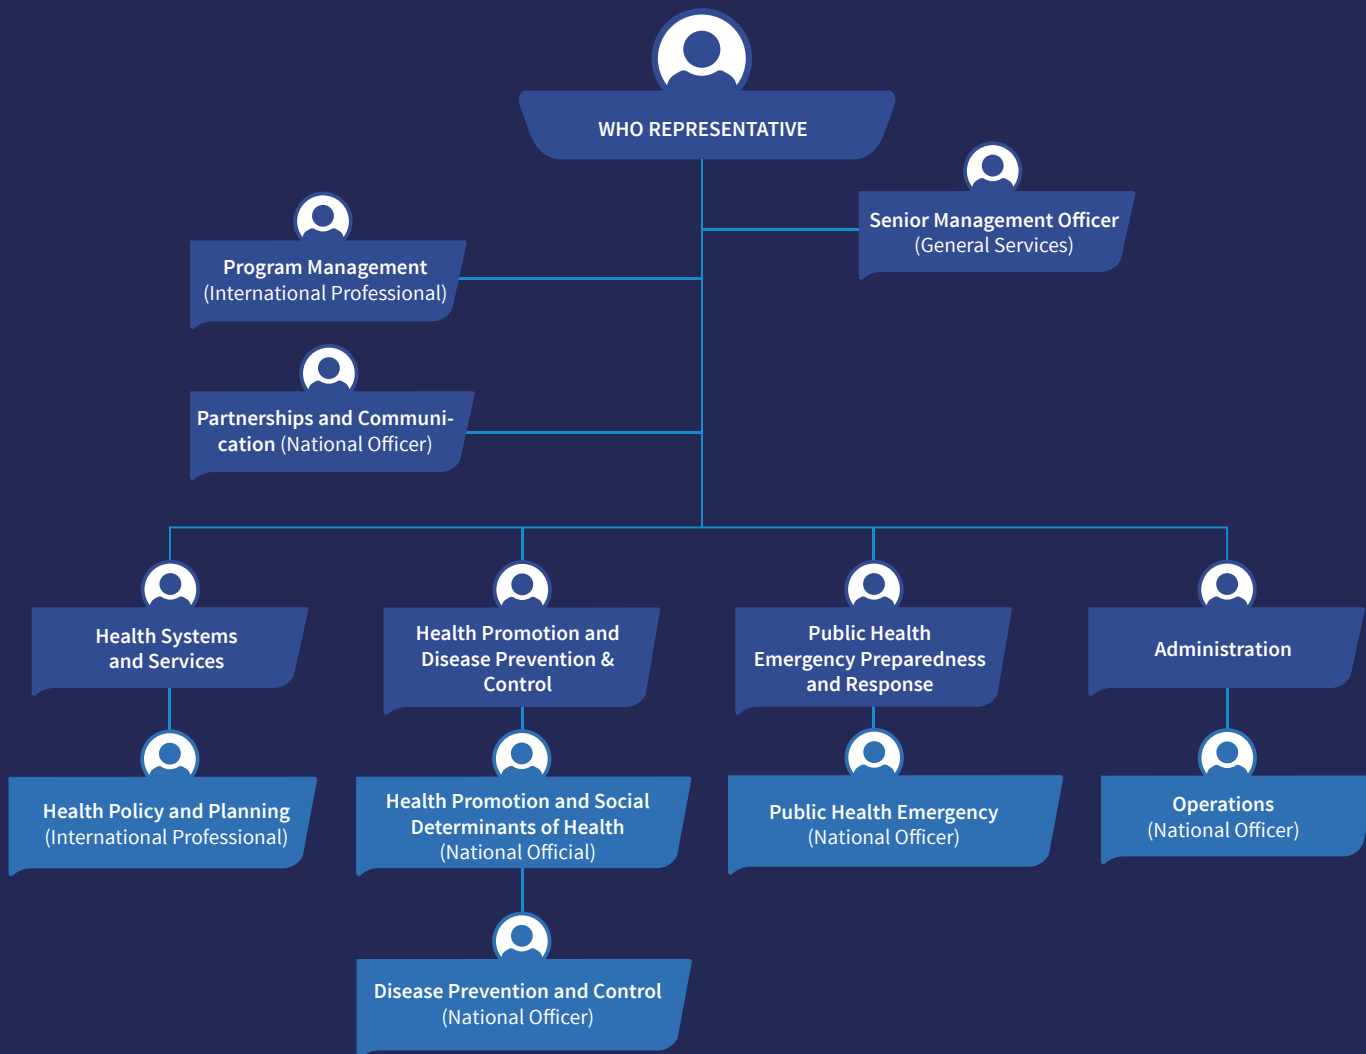 WHO REPRESENTATIVE
Senior Management Officer
(General Services)
Program Management
(International Professional)
Partnerships and Communi-
cation (National Officer)
Health Systems
and Services
Health Promotion and
Disease Prevention &
Control
Public Health
Emergency Preparedness
and Response
Administration
Health Policy and Planning
(International Professional)
Health Promotion and Social
Determinants of Health
(National Official)
Public Health Emergency
(National Officer)
Operations
(National Officer)
Disease Prevention and Control
(National Officer)